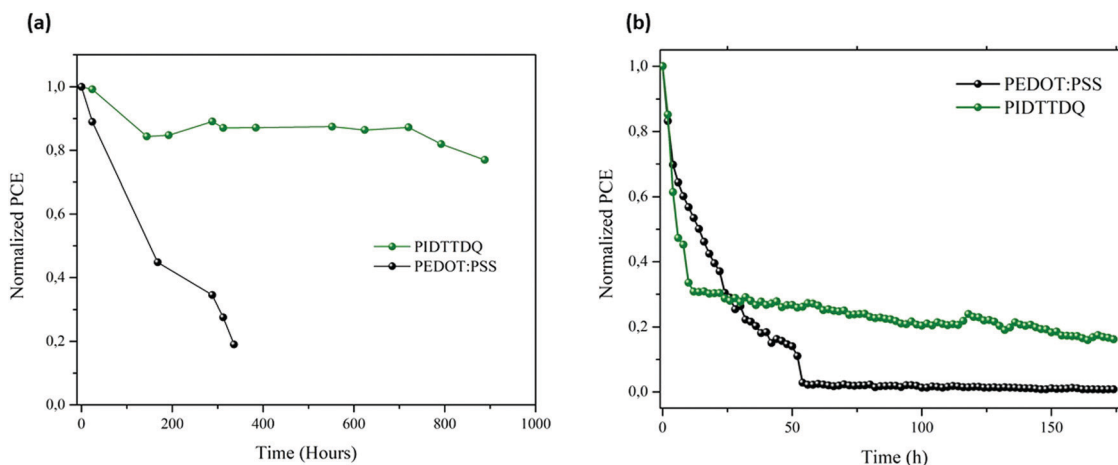 (a)
1,0
0,8
0,6
0,4
0,2
0,0
Normalized PCE
PIDTTDQ
PEDOT:PSS
0
200
400
600
800
1000
Time (Hours)
(b)
1,0
0,8
0,6
0,4
0,2
0,0
Normalized PCE
PEDOT:PSS
PIDTTDQ
0
50
100
150
Time (h)